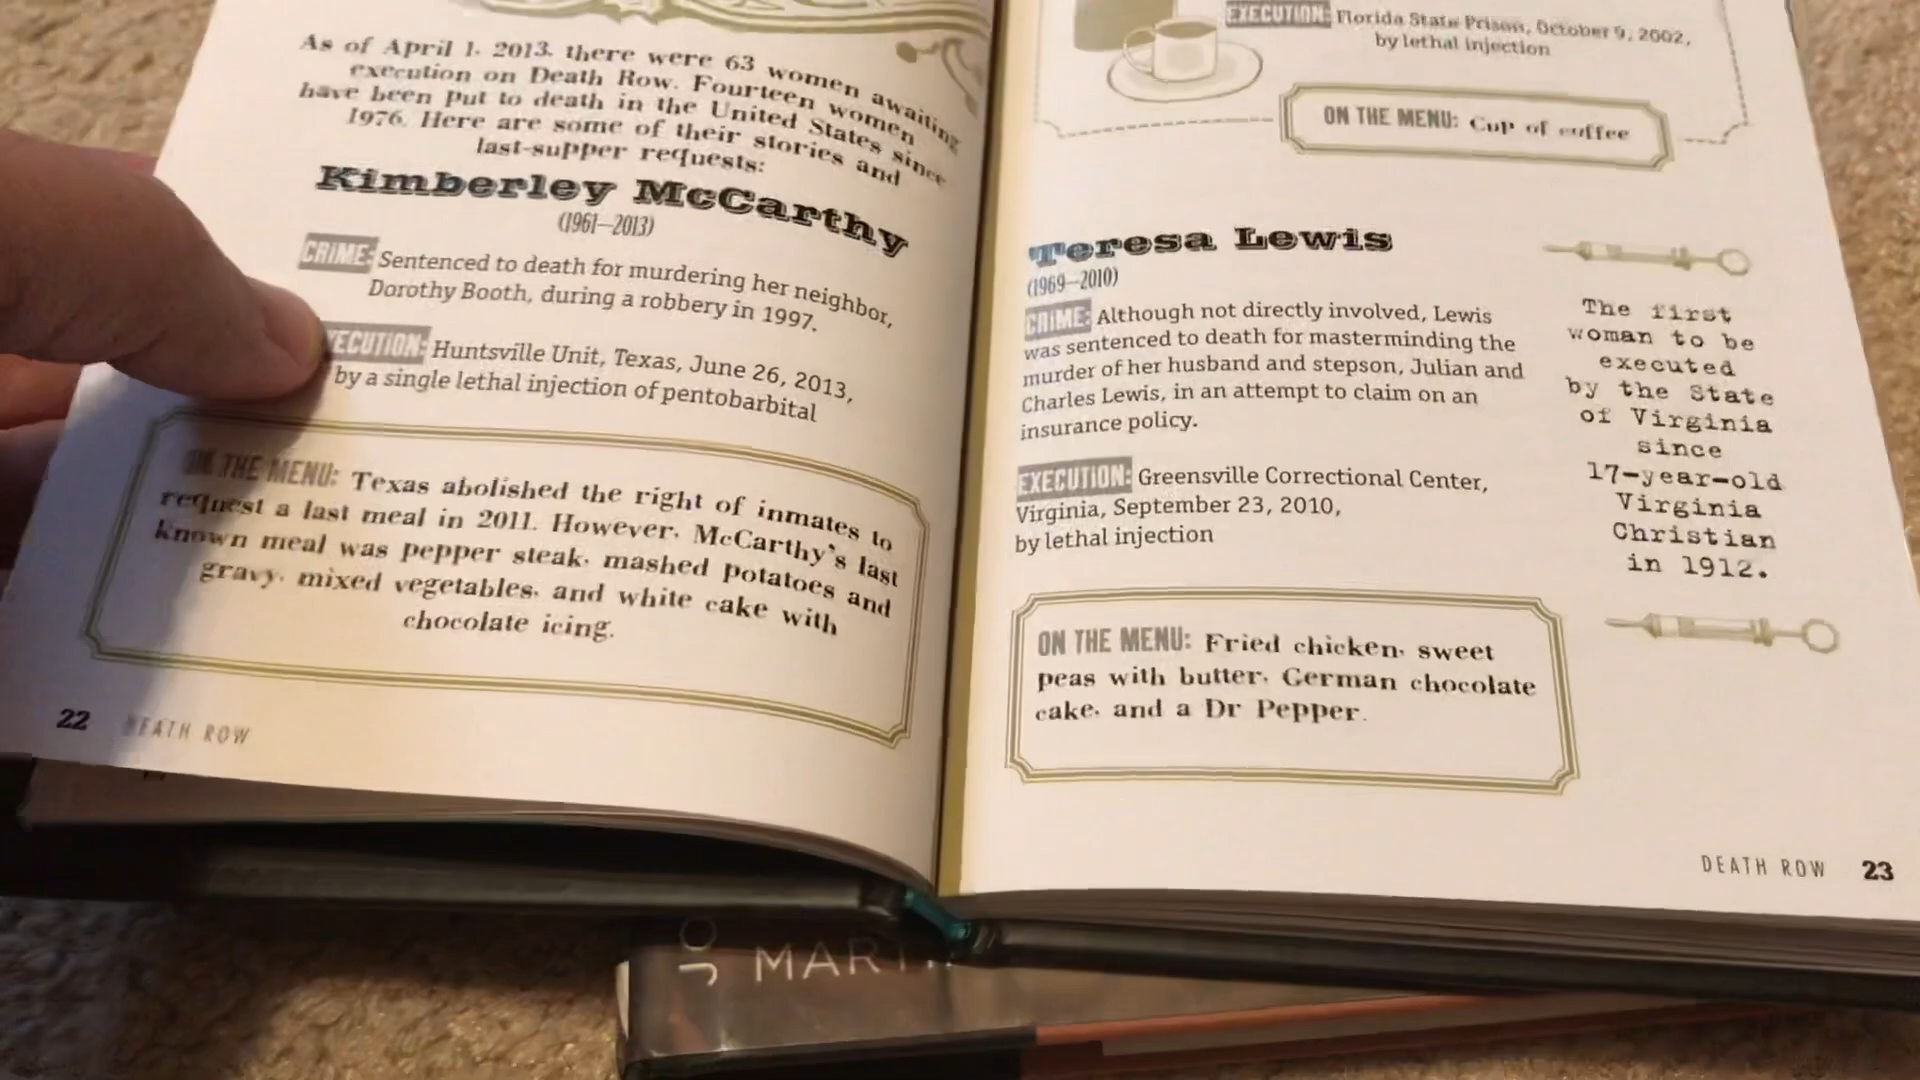 As of April 1, 2013, there were 63 women awaiting
execution on Death Row. Fourteen women
have been put to death in the United States since
1976. Here are some of their stories and
last-supper requests:
Kimberley McCarthy
(1961—2013)
CRIME: Sentenced to death for murdering her neighbor,
Dorothy Booth, during a robbery in 1997.
ECUTION: Huntsville Unit, Texas, June 26, 2013,
by a single lethal injection of pentobarbital
ON THE MENU: Texas abolished the right of inmates to
request a last meal in 2011. However, McCarthy's last
known meal was pepper steak, mashed potatoes and
gravy, mixed vegetables, and white cake with
chocolate icing.
22 DEATH ROW
EXECUTION: Florida State Prison, October 9, 2002,
by lethal injection
ON THE MENU: Cup of coffee
Teresa Lewis
(1969—2010)
CRIME: Although not directly involved, Lewis
was sentenced to death for masterminding the
murder of her husband and stepson, Julian and
Charles Lewis, in an attempt to claim on an
insurance policy.
EXECUTION: Greensville Correctional Center,
Virginia, September 23, 2010,
by lethal injection
The first
woman to be
executed
by the State
of Virginia
since
17-year-old
Virginia
Christian
in 1912.
ON THE MENU: Fried chicken, sweet
peas with butter, German chocolate
cake, and a Dr Pepper.
DEATH ROW 23